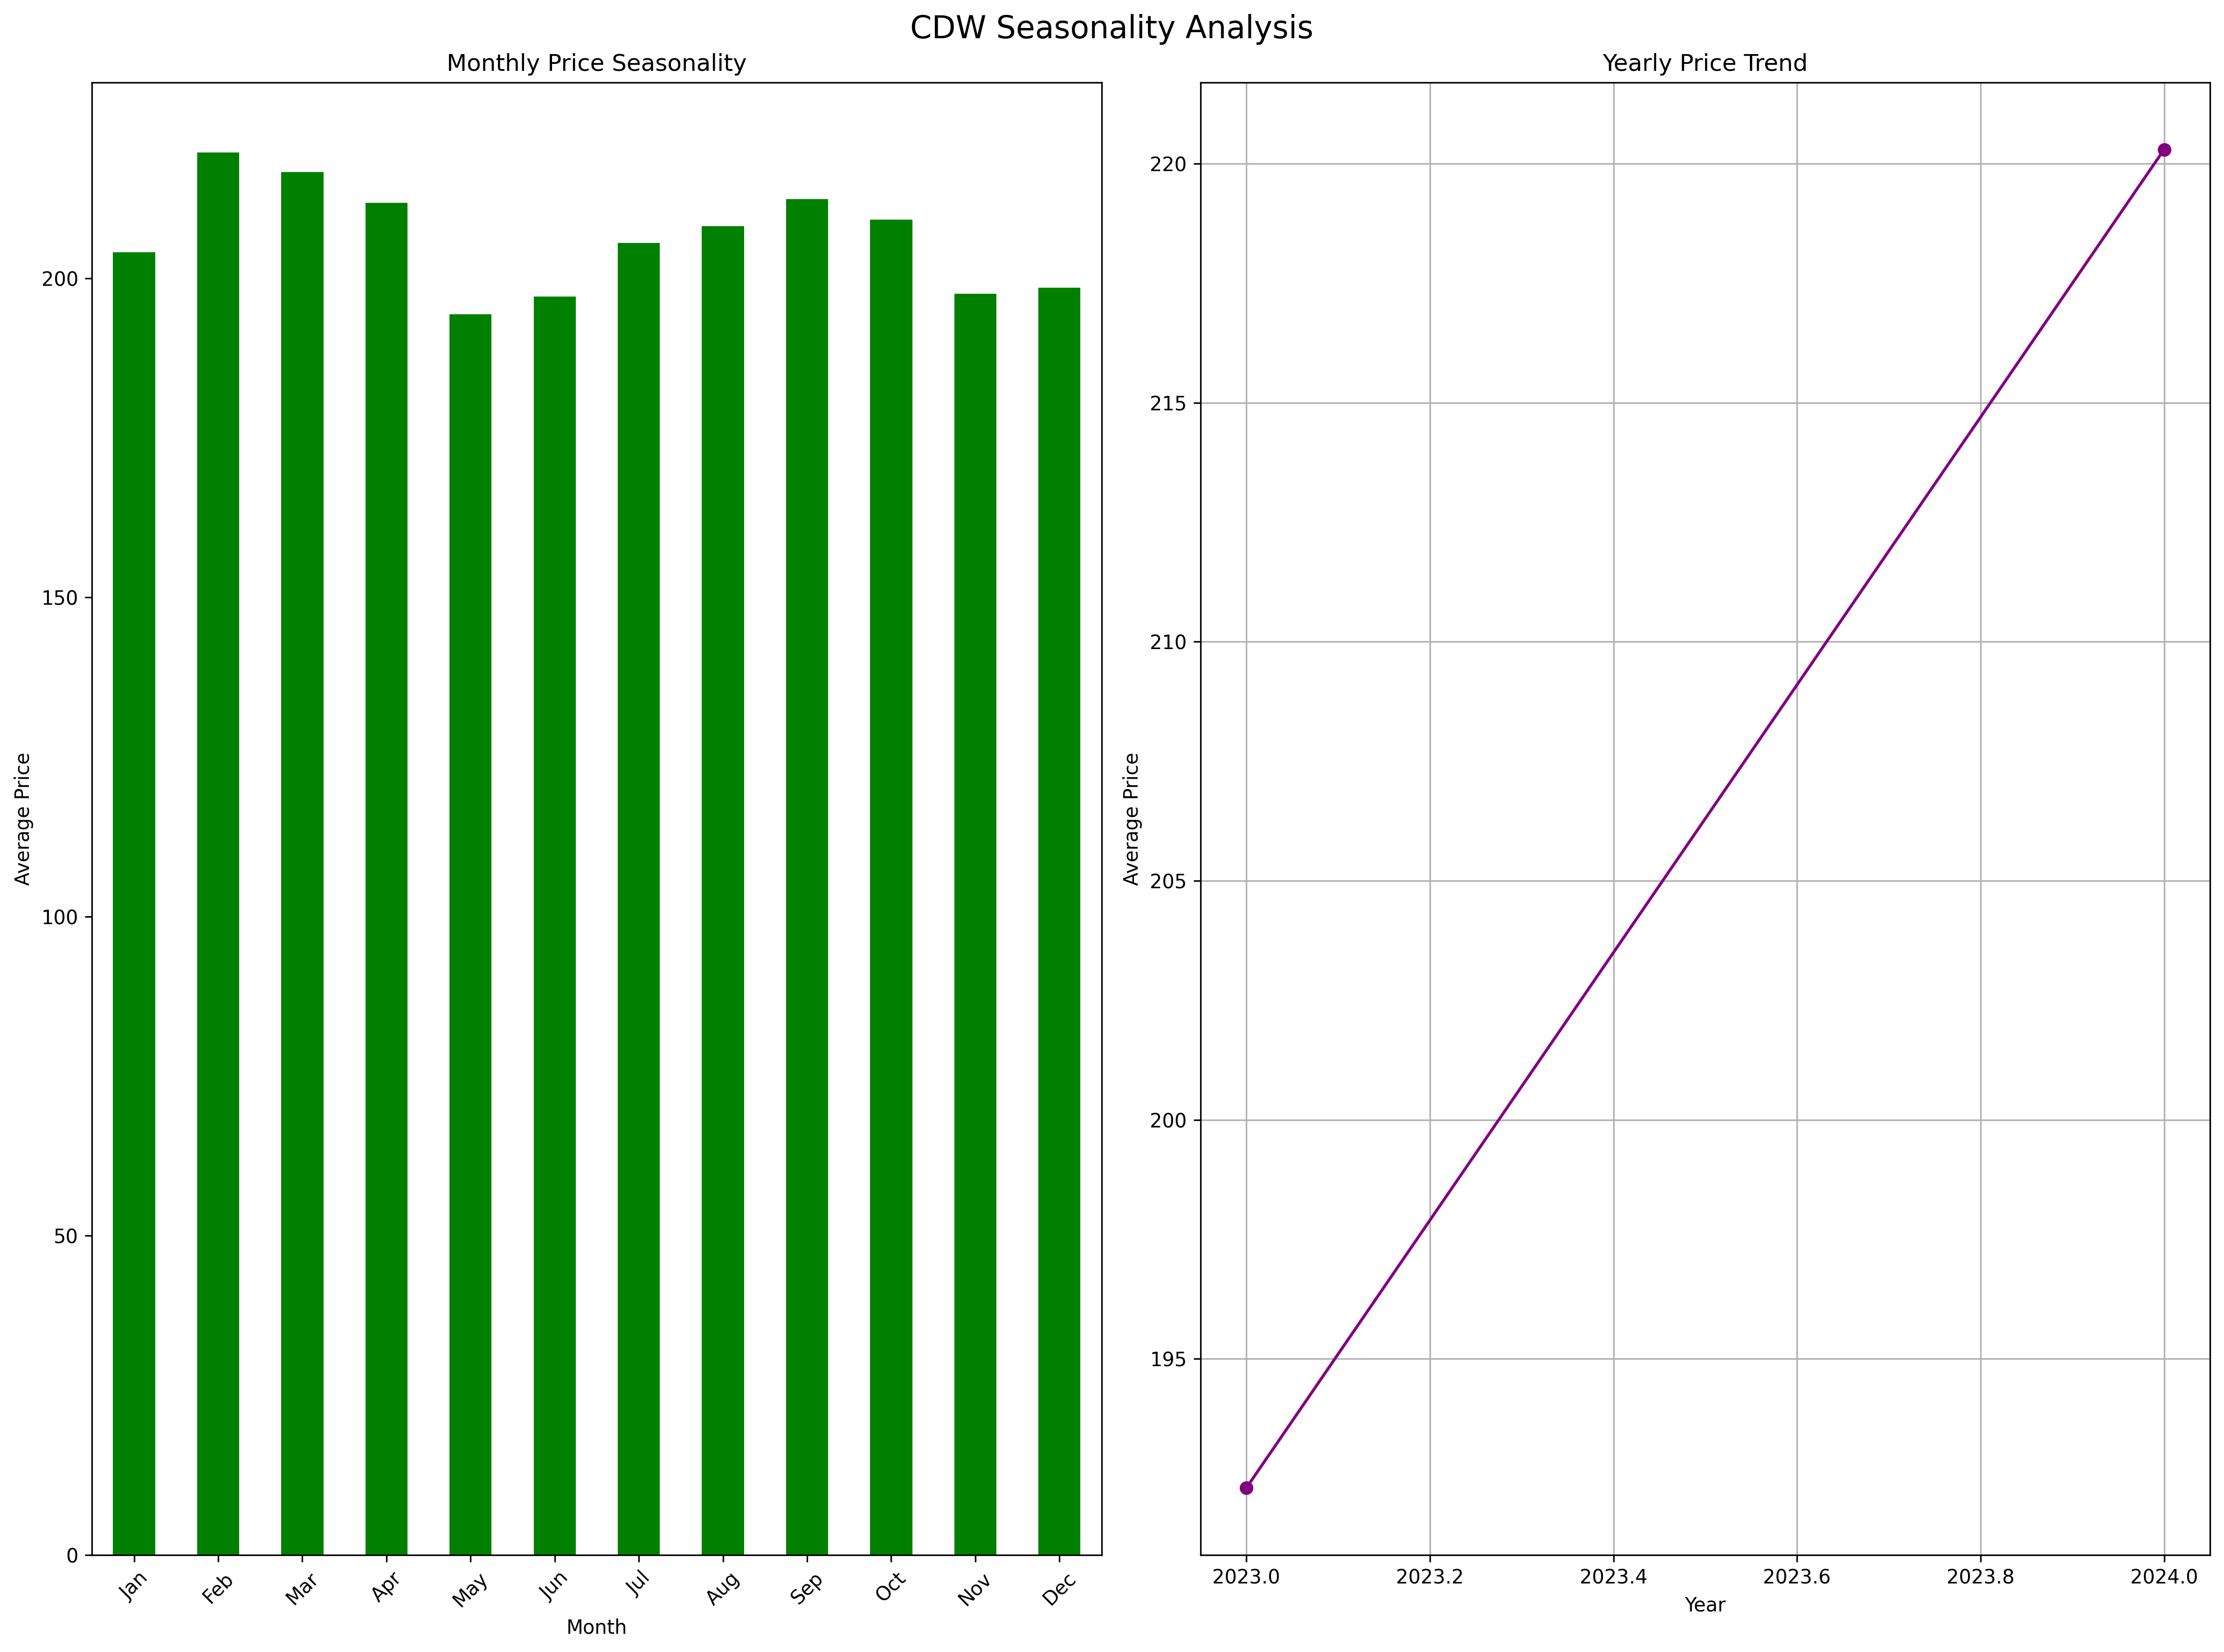 CDW Seasonality Analysis
Monthly Price Seasonality
Average Price
200
150
100
50
0
Jan Feb Mar Apr May Jun Jul Aug Sep Oct Nov Dec
Month
Yearly Price Trend
Average Price
220
215
210
205
200
195
2023.0 2023.2 2023.4 2023.6 2023.8 2024.0
Year